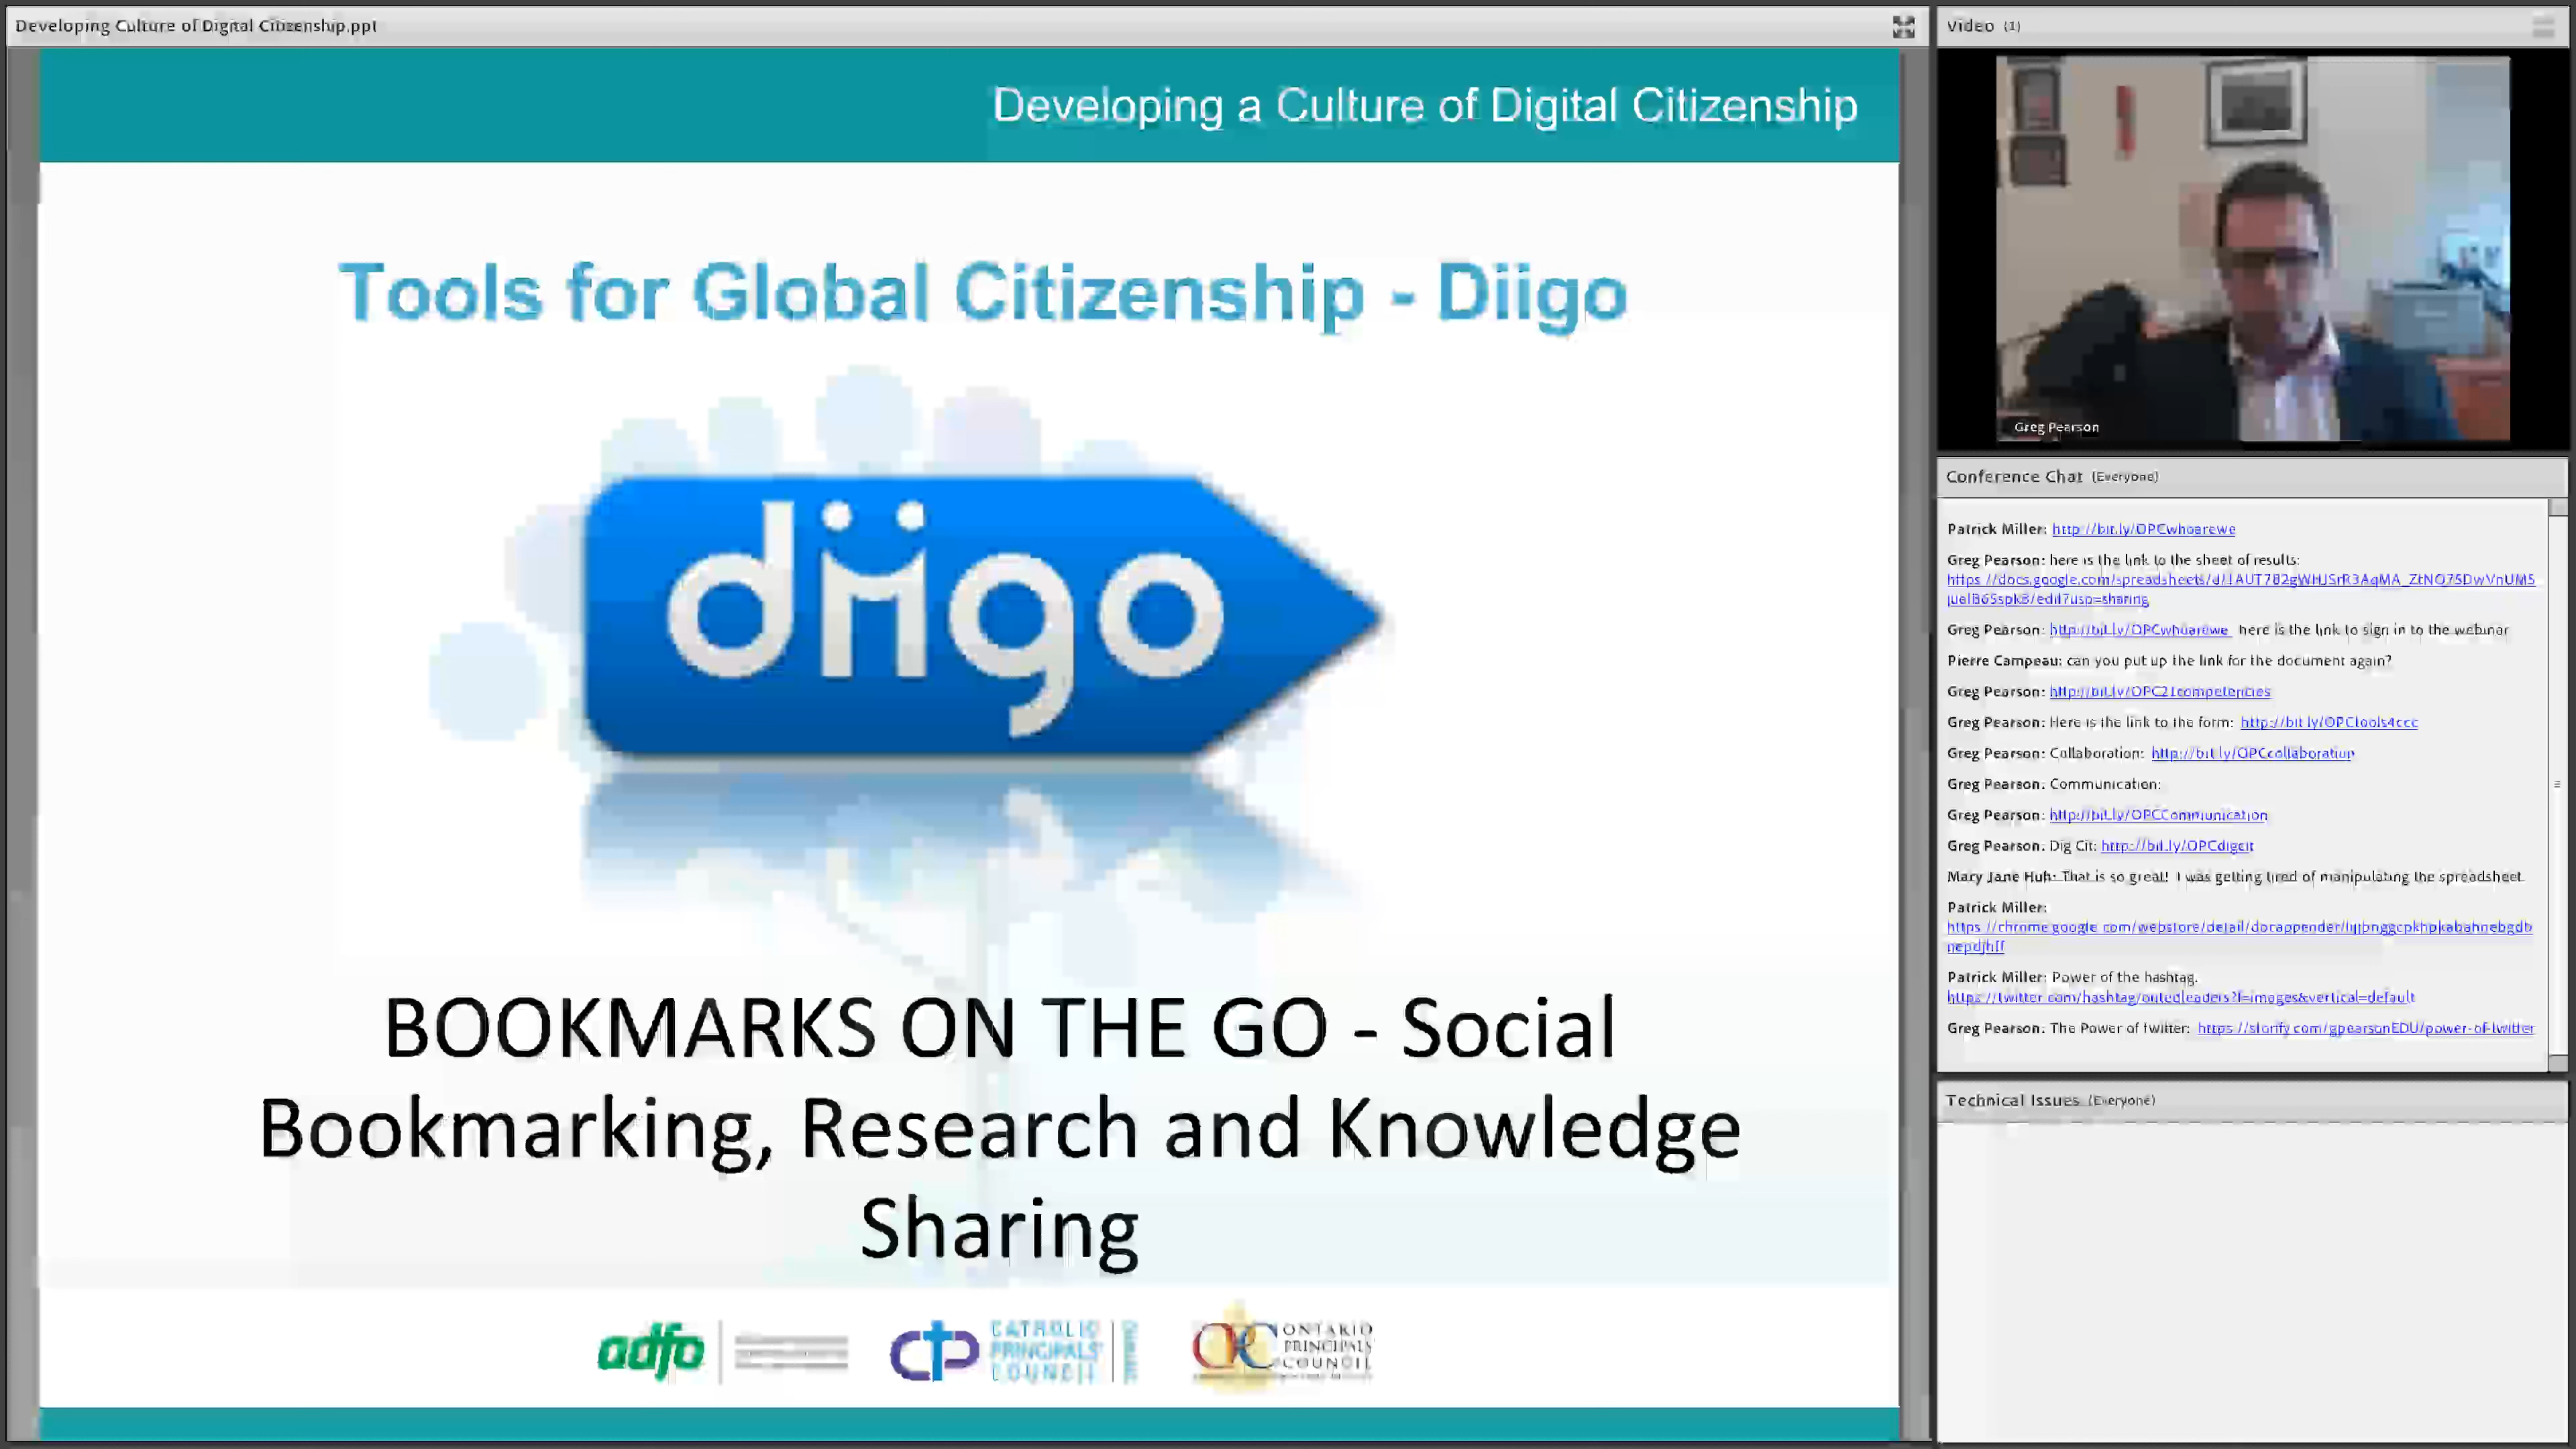 Developing Culture of Digital Citizenship.ppt
Developing a Culture of Digital Citizenship
Tools for Global Citizenship - Diigo
diigo
BOOKMARKS ON THE GO - Social
Bookmarking, Research and Knowledge
Sharing
adfo
CATHOLIC
PRINCIPALS'
COUNCIL
ONTARIO
ONTARIO
PRINCIPALS'
COUNCIL
Video (1)
Greg Pearson
Conference Chat (Everyone)
Patrick Miller: http://bit.ly/OPCwhoarewe
Greg Pearson: here is the link to the sheet of results:
Greg Pearson: http://bit.ly/OPCwhoarewe here is the link to sign in to the webinar
Pierre Campeau: can you put up the link for the document again?
Greg Pearson: http://bit.ly/OPC21competencies
Greg Pearson: Here is the link to the form: http://bit.ly/OPCtools4ccc
Greg Pearson: Collaboration: http://bit.ly/OPCcollaboration
Greg Pearson: Communication:
Greg Pearson: http://bit.ly/OPCCommunication
Greg Pearson: Dig Cit: http://bit.ly/OPCdigcit
Mary Jane Huh: That is so great! I was getting tired of manipulating the spreadsheet
Patrick Miller:
Patrick Miller: Power of the hashtag.
https://twitter.com/hashtag/ontedleaders?f=images&vertical=default
Greg Pearson: The Power of twitter: https://storify.com/gpearsonEDU/power-of-twitter
Technical Issues (Everyone)